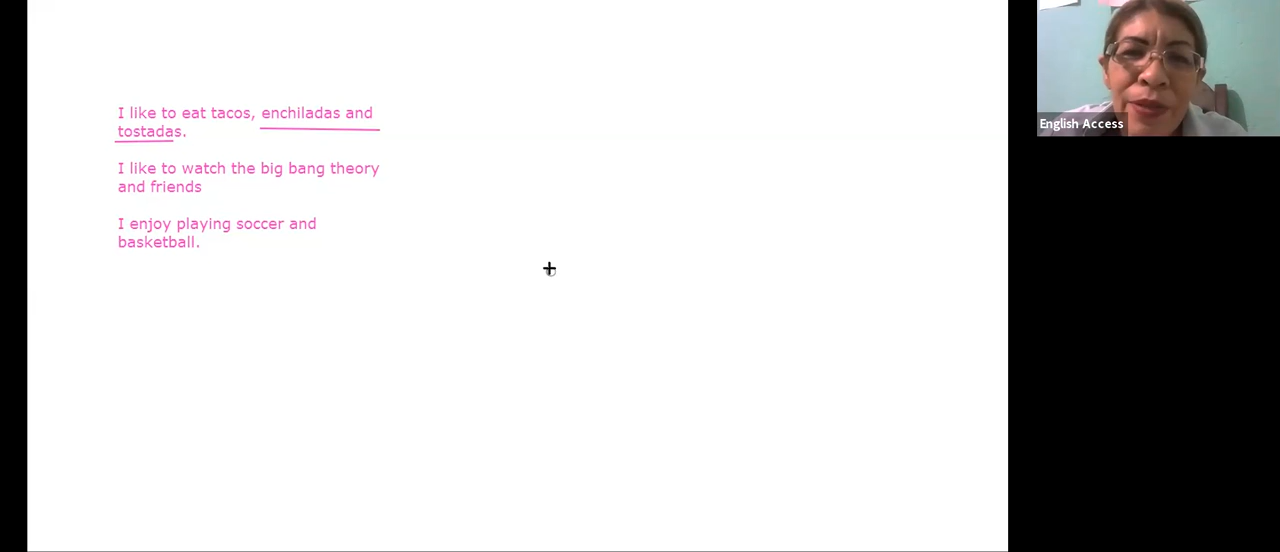 I like to eat tacos, enchiladas and
tostadas.
I like to watch the big bang theory
and friends
I enjoy playing soccer and
basketball.
English Access